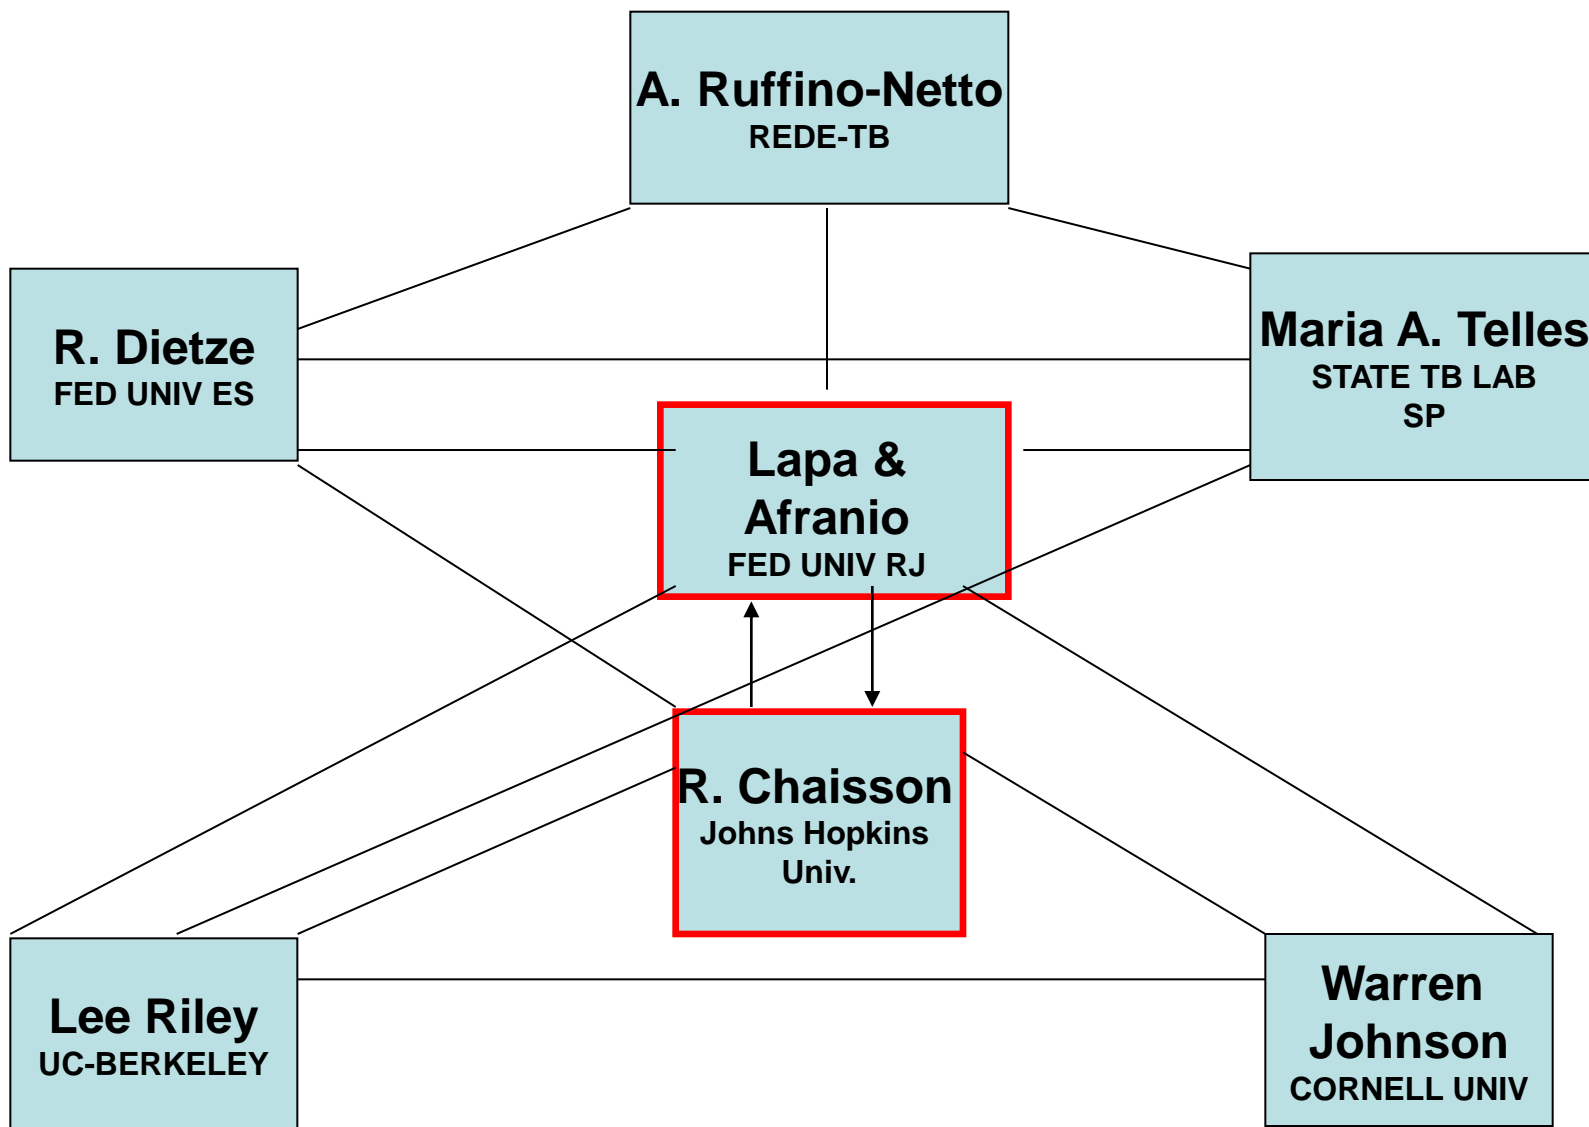 A. Ruffino-Netto
REDE-TB
R. Dietze
FED UNIV ES
Maria A. Telles
STATE TB LAB
SP
Lapa &
Afranio
FED UNIV RJ
R. Chaisson
Johns Hopkins
Univ.
Lee Riley
UC-BERKELEY
Warren
Johnson
CORNELL UNIV